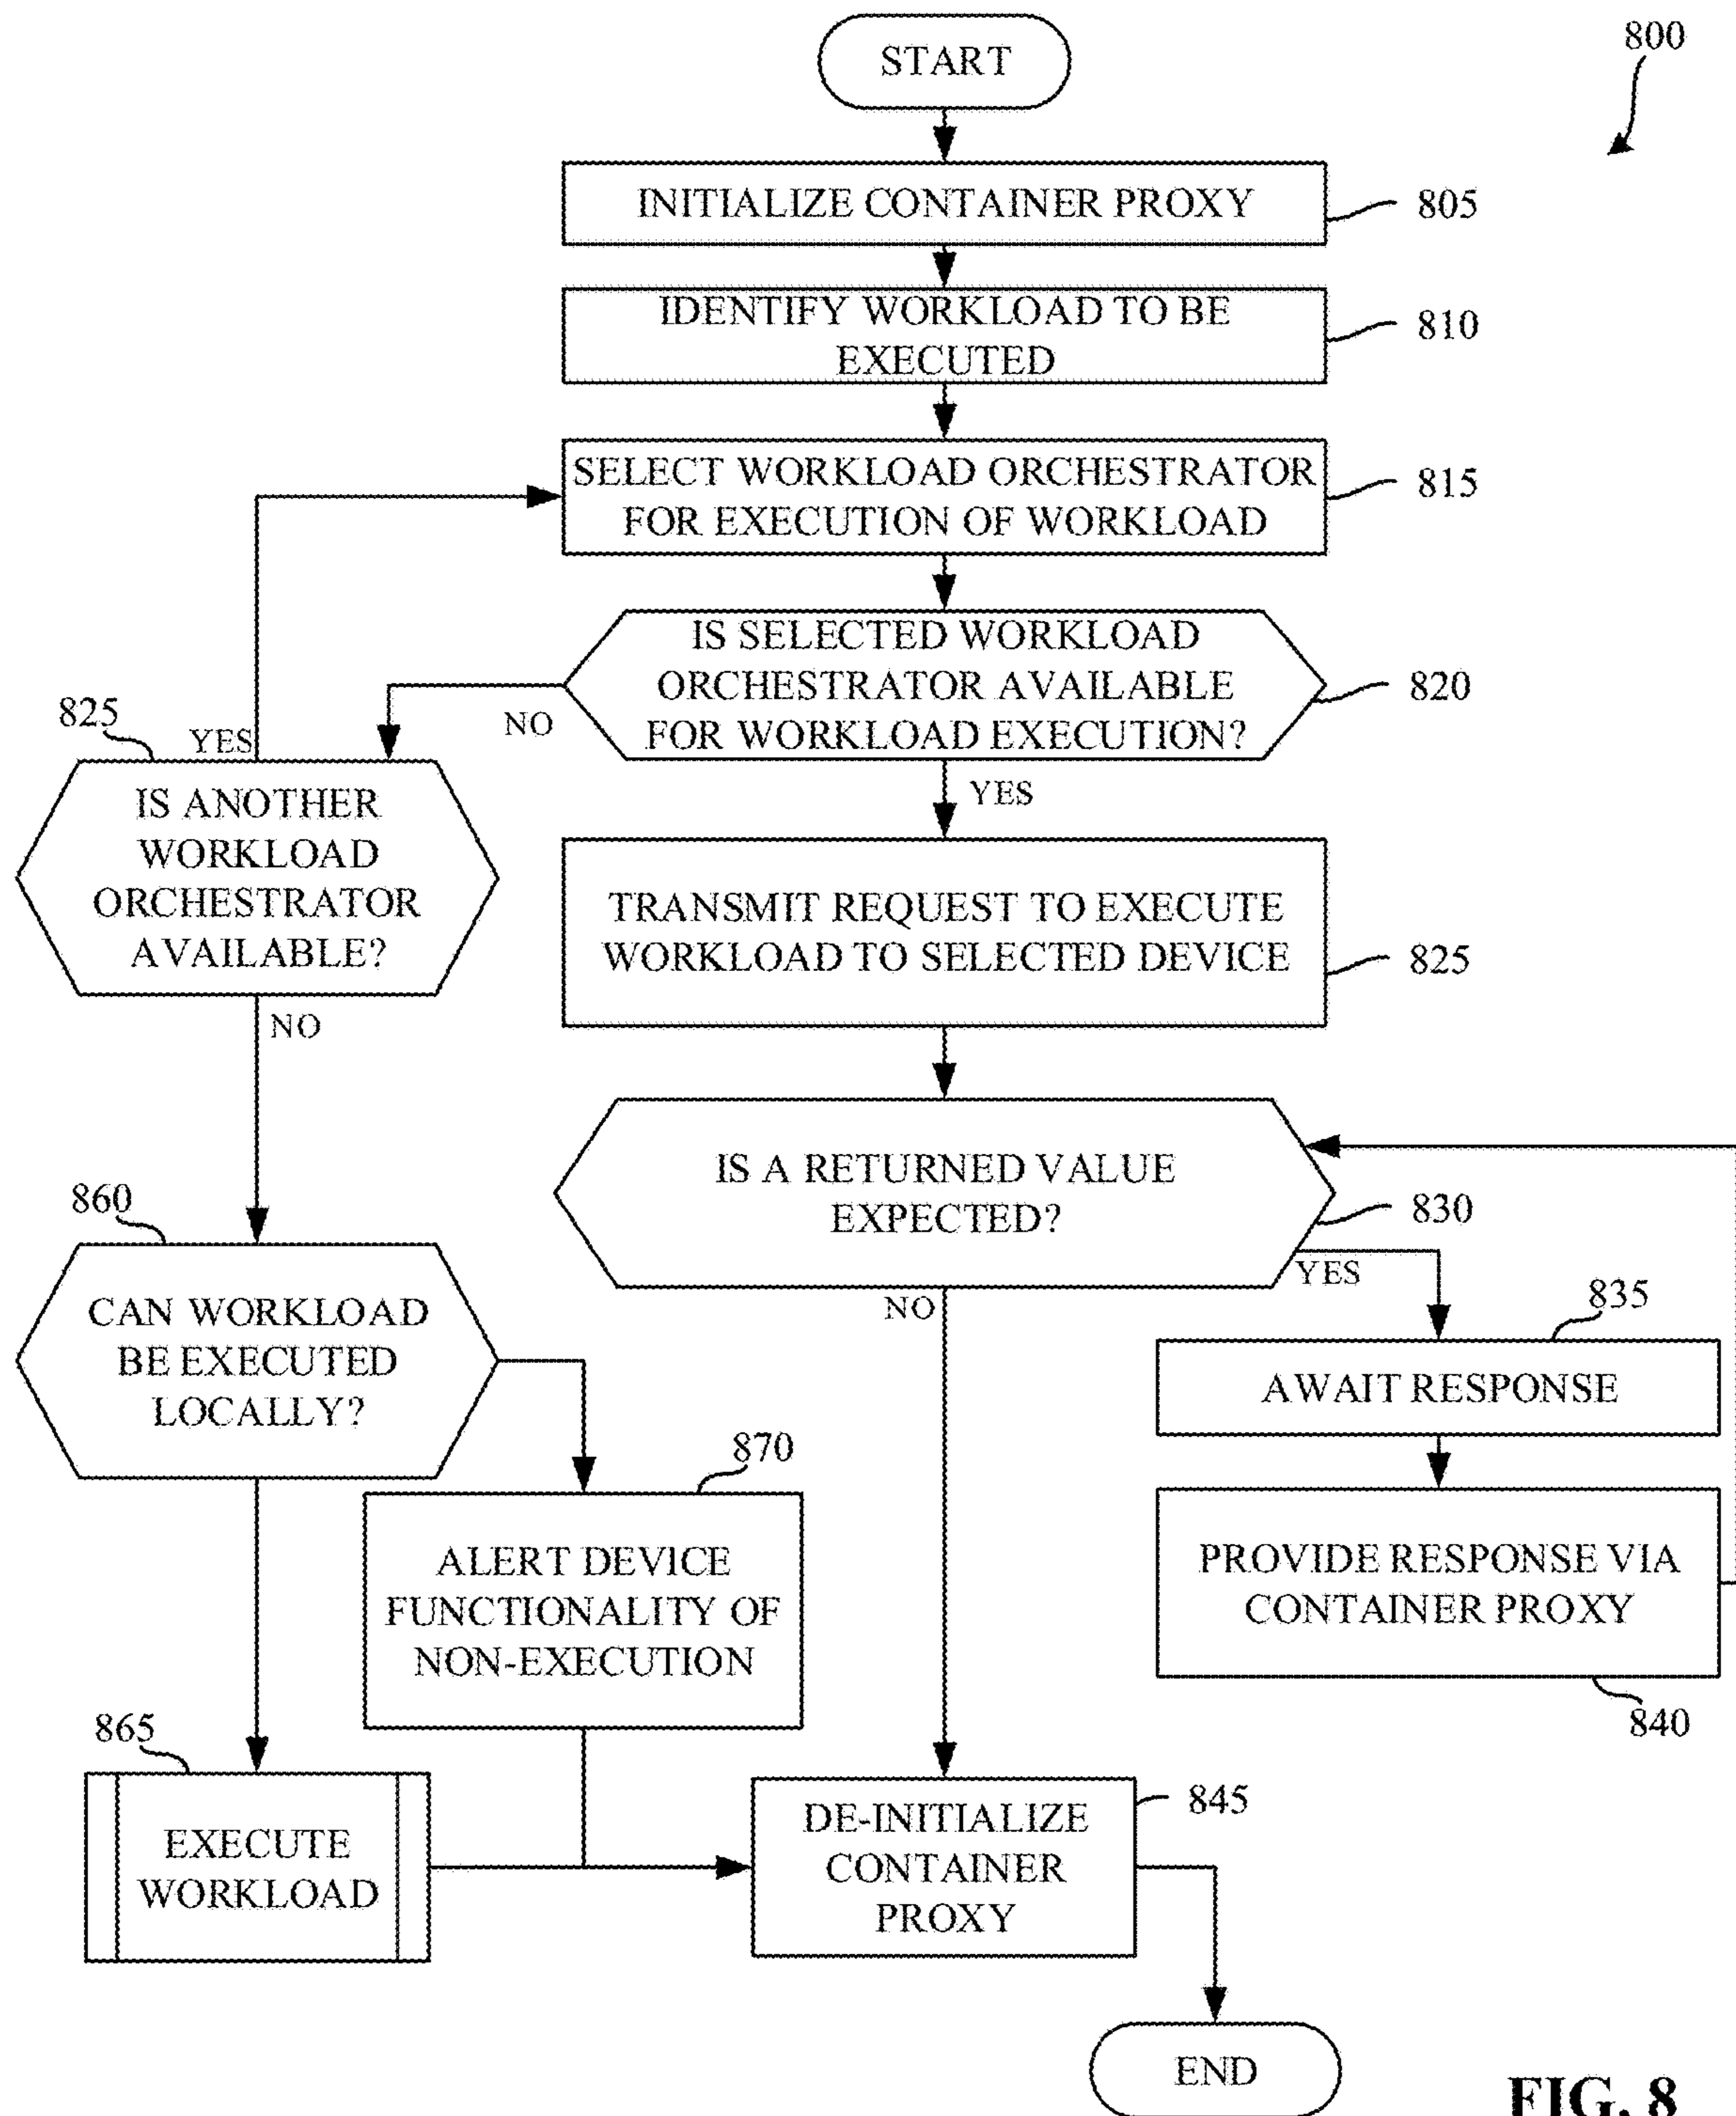 START
800
INITIALIZE CONTAINER PROXY
805
IDENTIFY WORKLOAD TO BE
EXECUTED
810
SELECT WORKLOAD ORCHESTRATOR
FOR EXECUTION OF WORKLOAD
815
IS SELECTED WORKLOAD
ORCHESTRATOR AVAILABLE
FOR WORKLOAD EXECUTION?
820
NO
YES
825
YES
IS ANOTHER
WORKLOAD
ORCHESTRATOR
AVAILABLE?
NO
TRANSMIT REQUEST TO EXECUTE
WORKLOAD TO SELECTED DEVICE
825
IS A RETURNED VALUE
EXPECTED?
830
YES
NO
835
AWAIT RESPONSE
PROVIDE RESPONSE VIA
CONTAINER PROXY
840
860
CAN WORKLOAD
BE EXECUTED
LOCALLY?
870
ALERT DEVICE
FUNCTIONALITY OF
NON-EXECUTION
865
EXECUTE
WORKLOAD
DE-INITIALIZE
CONTAINER
PROXY
845
END
FIG. 8